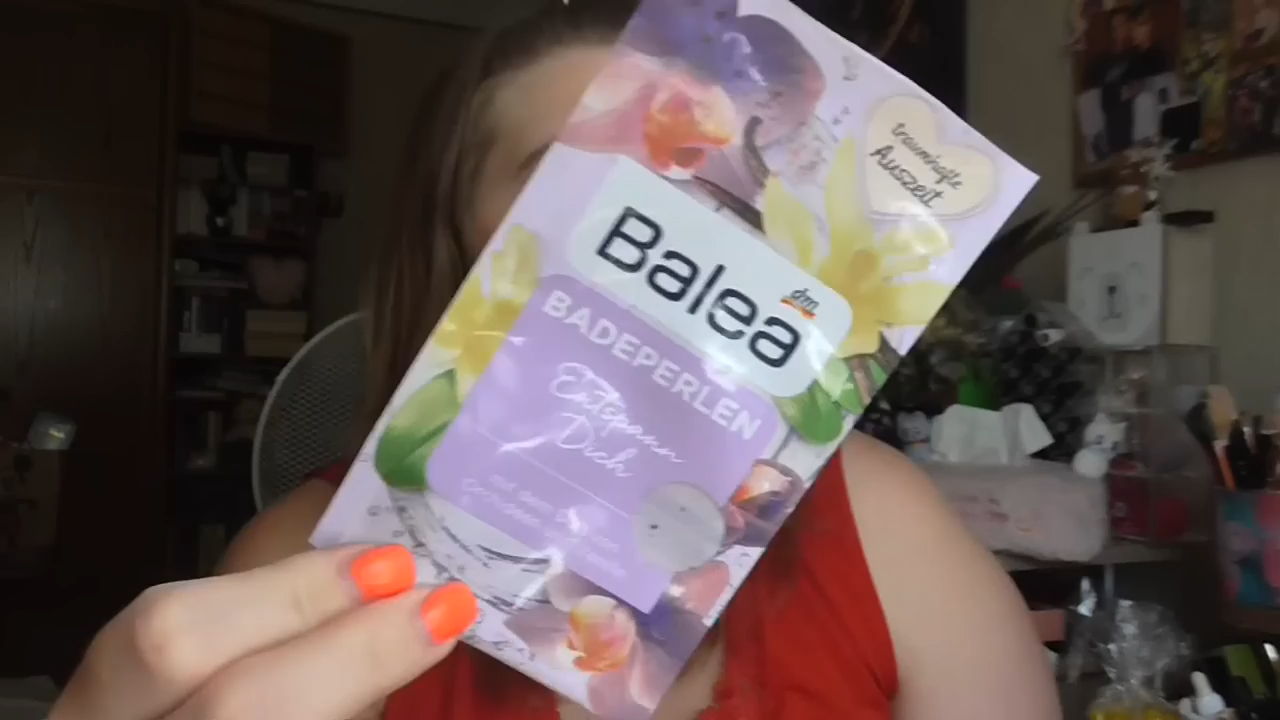 traumhafte
Auszeit
Balea
dm
BADEPERLEN
Entspann
Dich